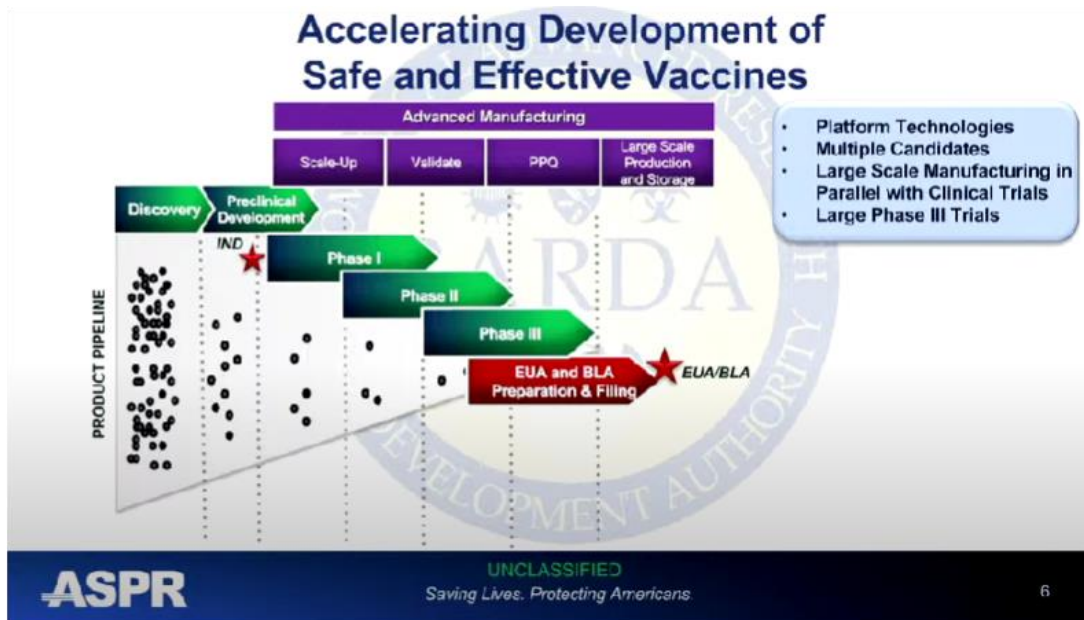 Accelerating Development of
Safe and Effective Vaccines
Advanced Manufacturing
Scale-Up
Validate
PPQ
Large Scale
Production
and Storage
• Platform Technologies
• Multiple Candidates
• Large Scale Manufacturing in
Parallel with Clinical Trials
• Large Phase III Trials
Discovery
Preclinical
Development
IND
Phase I
Phase II
Phase III
EUA and BLA
Preparation & Filing
EUA/BLA
PRODUCT PIPELINE
BARDA
DEVELOPMENT AUTHORITY
ASPR
UNCLASSIFIED
Saving Lives. Protecting Americans.
6